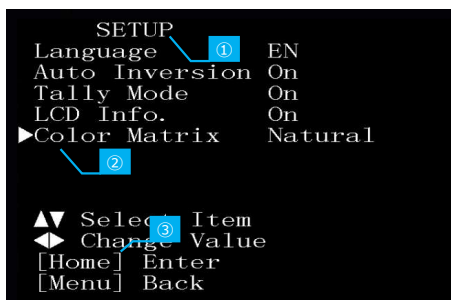 SETUP
①
Language EN
Auto Inversion On
Tally Mode On
LCD Info. On
▶Color Matrix Natural
②
▲▼ Select Item
③
◀▶ Change Value
[Home] Enter
[Menu] Back